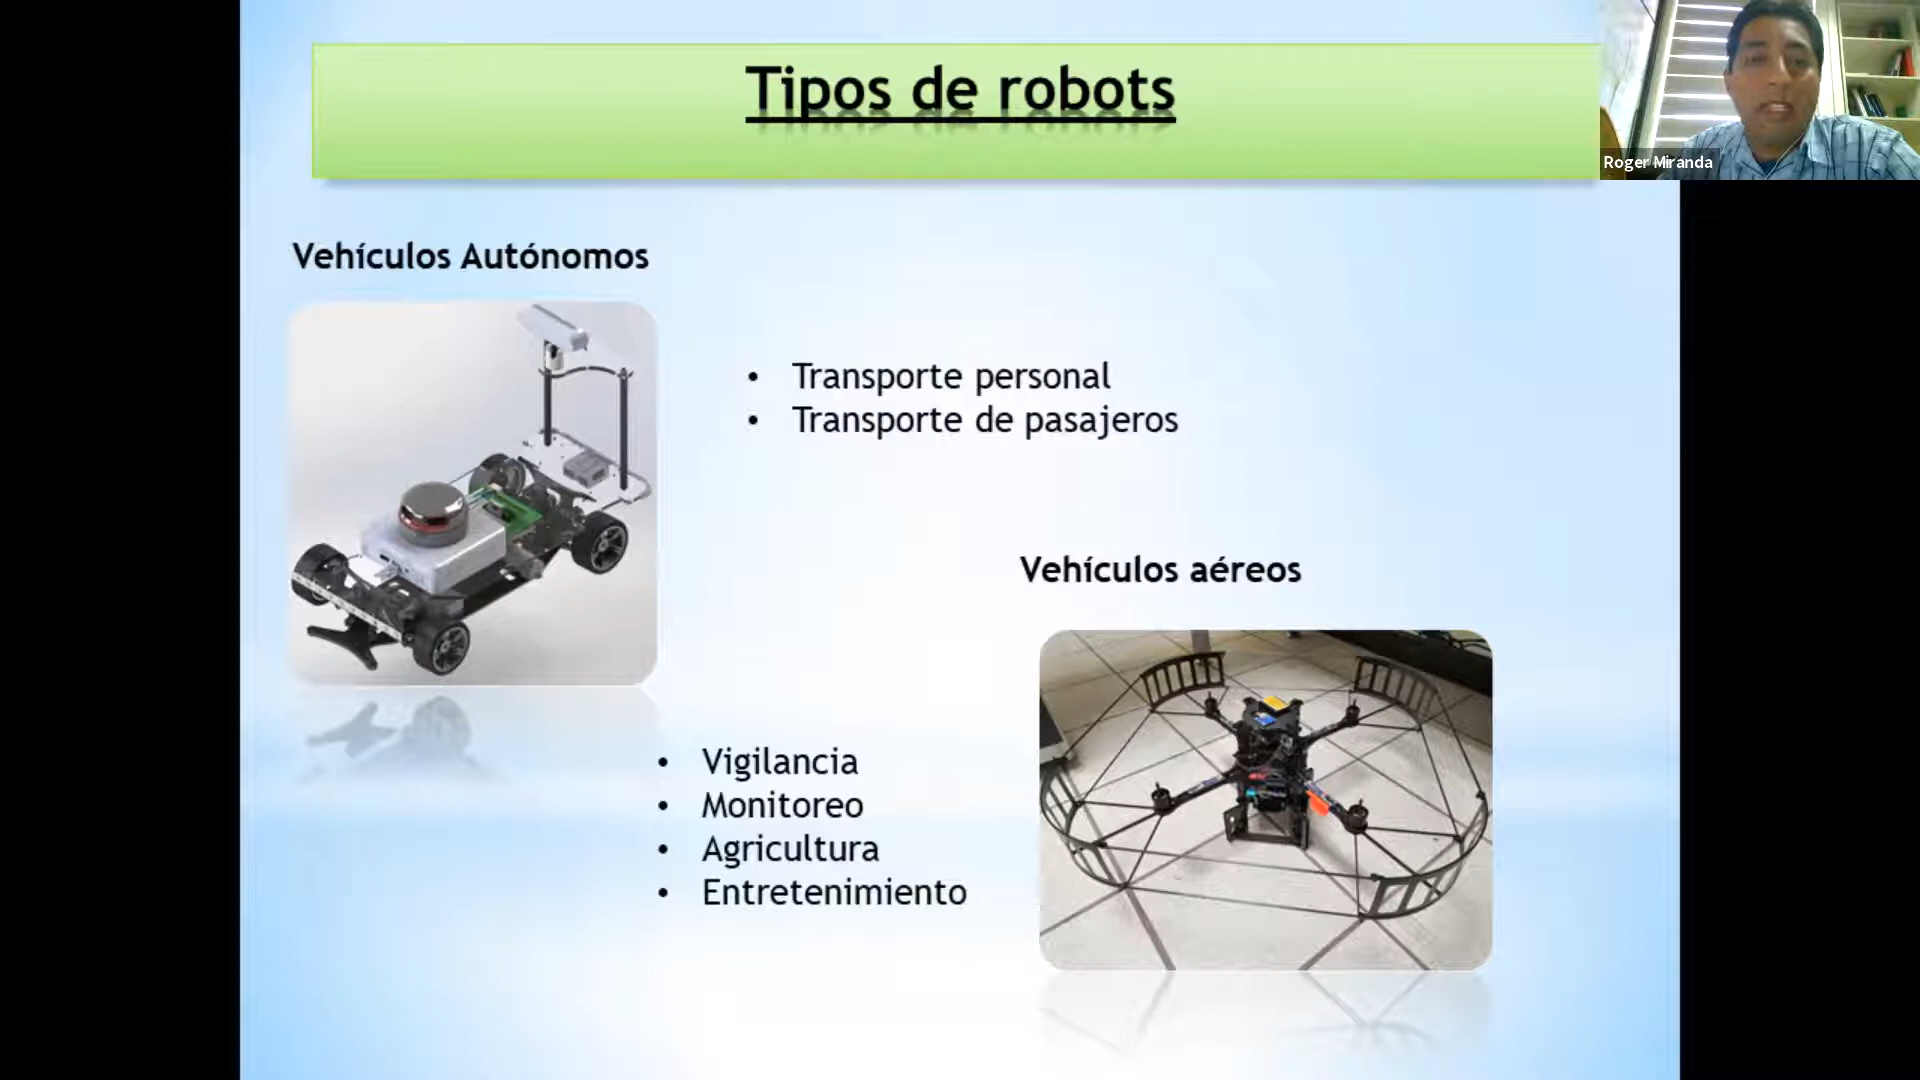 Tipos de robots
Roger Miranda
Vehículos Autónomos
• Transporte personal
• Transporte de pasajeros
Vehículos aéreos
• Vigilancia
• Monitoreo
• Agricultura
• Entretenimiento